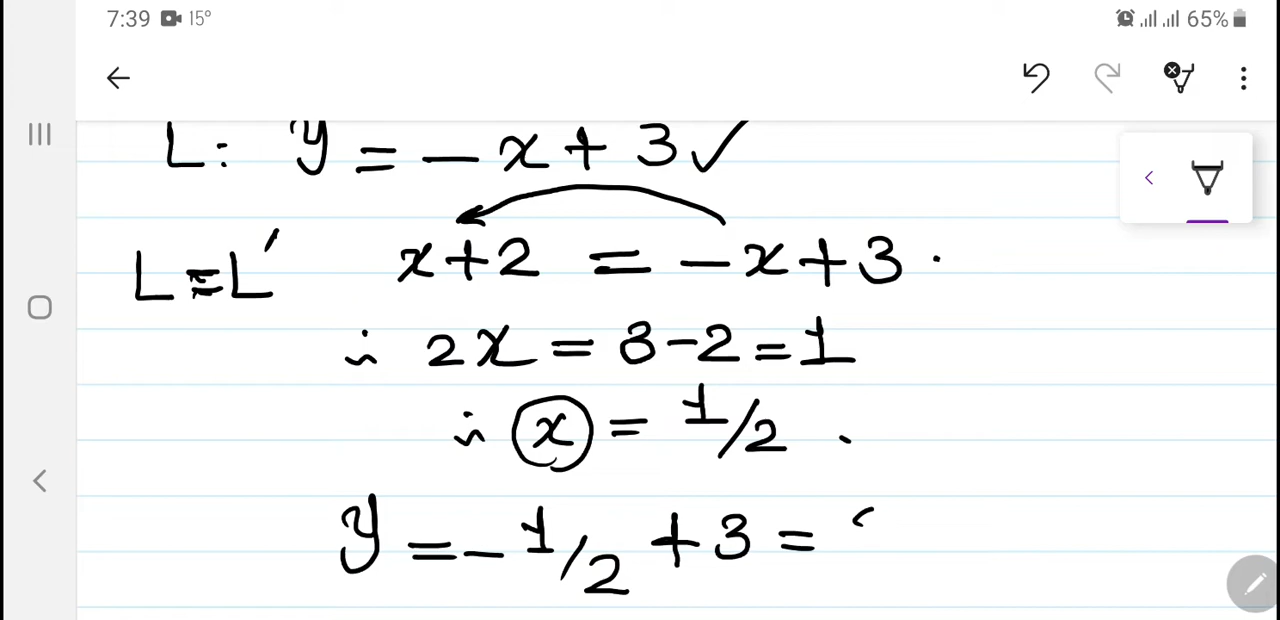 7:39 15° 65%
L: y = -x + 3✓
L = L' x+2 = -x+3 .
2x = 3-2 = 1
x = 1/2 .
y = -1/2 + 3 =